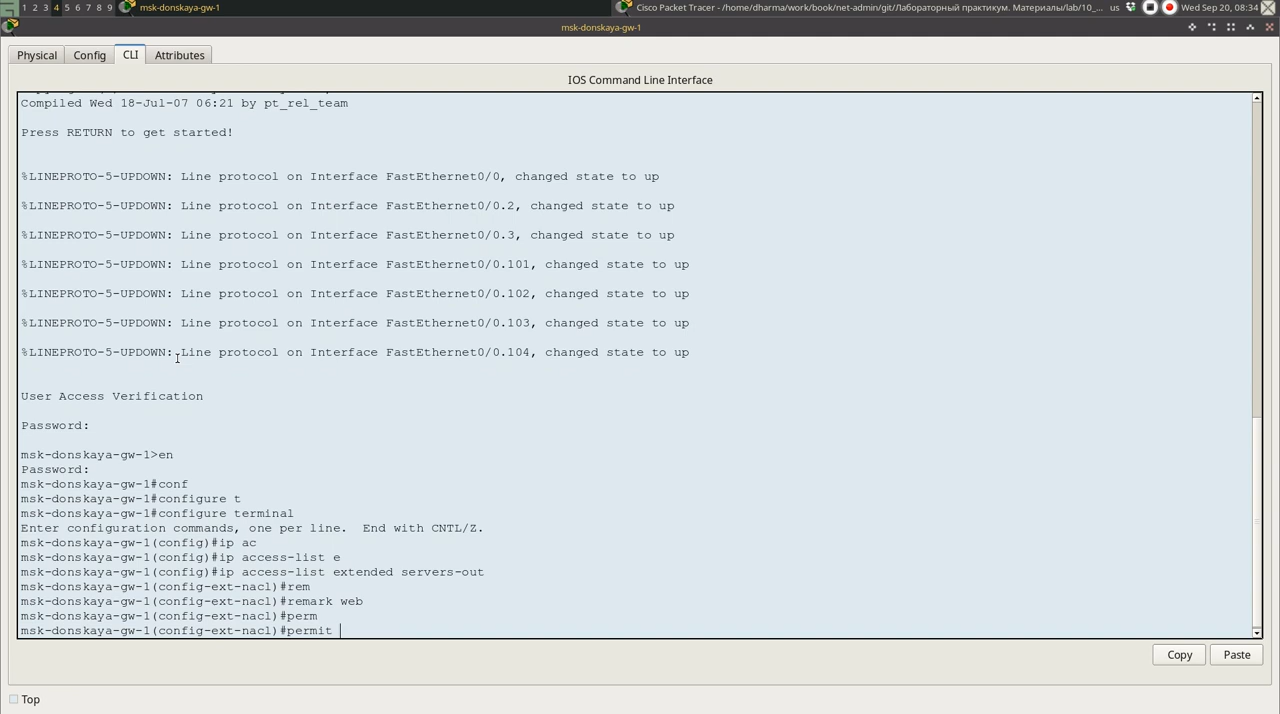 1 2 3 4 5 6 7 8 9 msk-donskaya-gw-1 Cisco Packet Tracer - /home/dharma/work/book/net-admin/git/Лабораторный практикум. Материалы/lab/10_... us Wed Sep 20, 08:34
msk-donskaya-gw-1
Physical Config CLI Attributes
IOS Command Line Interface
Compiled Wed 18-Jul-07 06:21 by pt_rel_team
Press RETURN to get started!
%LINEPROTO-5-UPDOWN: Line protocol on Interface FastEthernet0/0, changed state to up
%LINEPROTO-5-UPDOWN: Line protocol on Interface FastEthernet0/0.2, changed state to up
%LINEPROTO-5-UPDOWN: Line protocol on Interface FastEthernet0/0.3, changed state to up
%LINEPROTO-5-UPDOWN: Line protocol on Interface FastEthernet0/0.101, changed state to up
%LINEPROTO-5-UPDOWN: Line protocol on Interface FastEthernet0/0.102, changed state to up
%LINEPROTO-5-UPDOWN: Line protocol on Interface FastEthernet0/0.103, changed state to up
%LINEPROTO-5-UPDOWN: Line protocol on Interface FastEthernet0/0.104, changed state to up
User Access Verification
Password:
msk-donskaya-gw-1>en
Password:
msk-donskaya-gw-1#conf
msk-donskaya-gw-1#configure t
msk-donskaya-gw-1#configure terminal
Enter configuration commands, one per line.  End with CNTL/Z.
msk-donskaya-gw-1(config)#ip ac
msk-donskaya-gw-1(config)#ip access-list e
msk-donskaya-gw-1(config)#ip access-list extended servers-out
msk-donskaya-gw-1(config-ext-nacl)#rem
msk-donskaya-gw-1(config-ext-nacl)#remark web
msk-donskaya-gw-1(config-ext-nacl)#perm
msk-donskaya-gw-1(config-ext-nacl)#permit
Copy Paste
Top